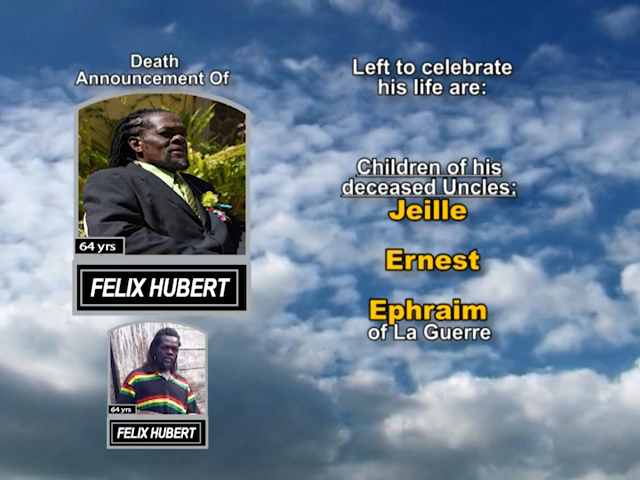 Death
Announcement Of
64 yrs
FELIX HUBERT
64 yrs
FELIX HUBERT
Left to celebrate
his life are:
Children of his
deceased Uncles:
Jeille
Ernest
Ephraim
of La Guerre